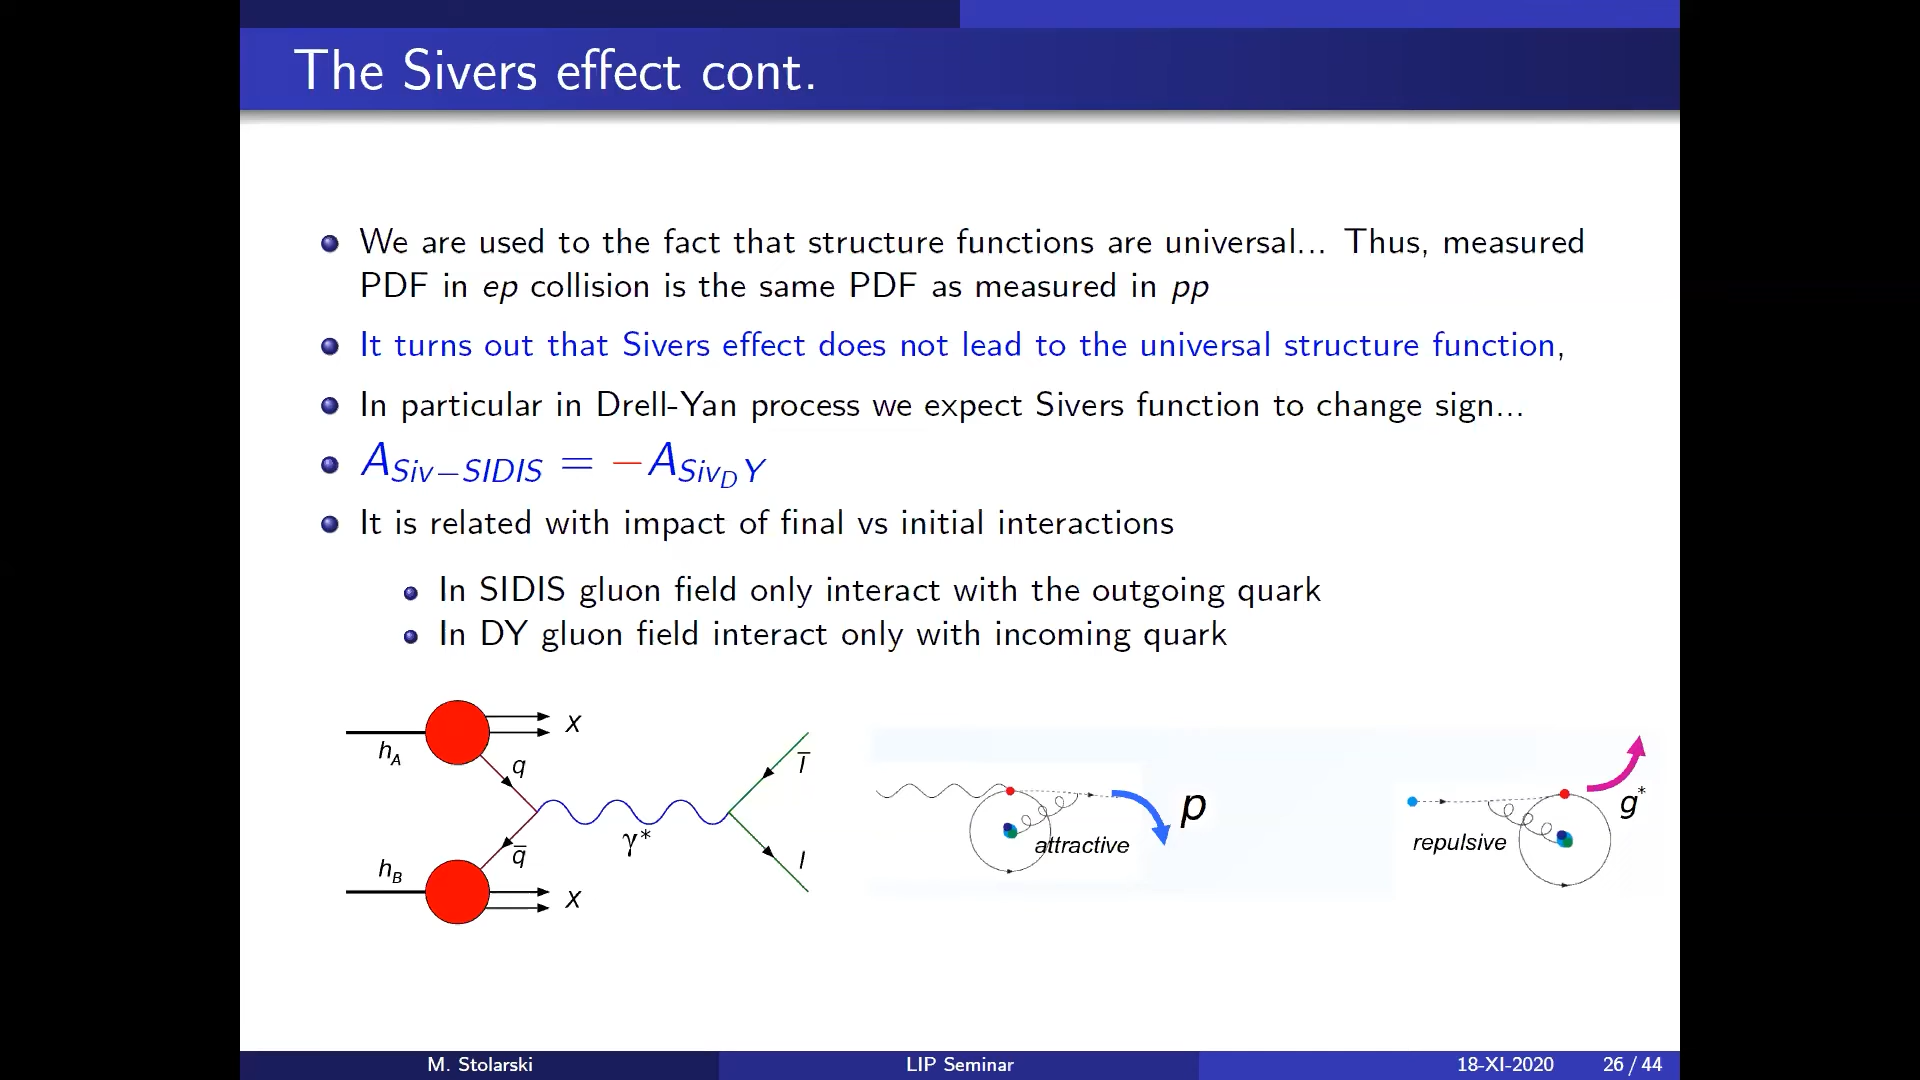 The Sivers effect cont.
We are used to the fact that structure functions are universal... Thus, measured
PDF in ep collision is the same PDF as measured in pp
It turns out that Sivers effect does not lead to the universal structure function,
In particular in Drell-Yan process we expect Sivers function to change sign...
A_{Siv−SIDIS} = −A_{Siv_D Y}
It is related with impact of final vs initial interactions
In SIDIS gluon field only interact with the outgoing quark
In DY gluon field interact only with incoming quark
h_A
X
q
γ*
q̄
l̄
l
h_B
X
attractive
p
repulsive
g*
M. Stolarski LIP Seminar 18-XI-2020 26 / 44